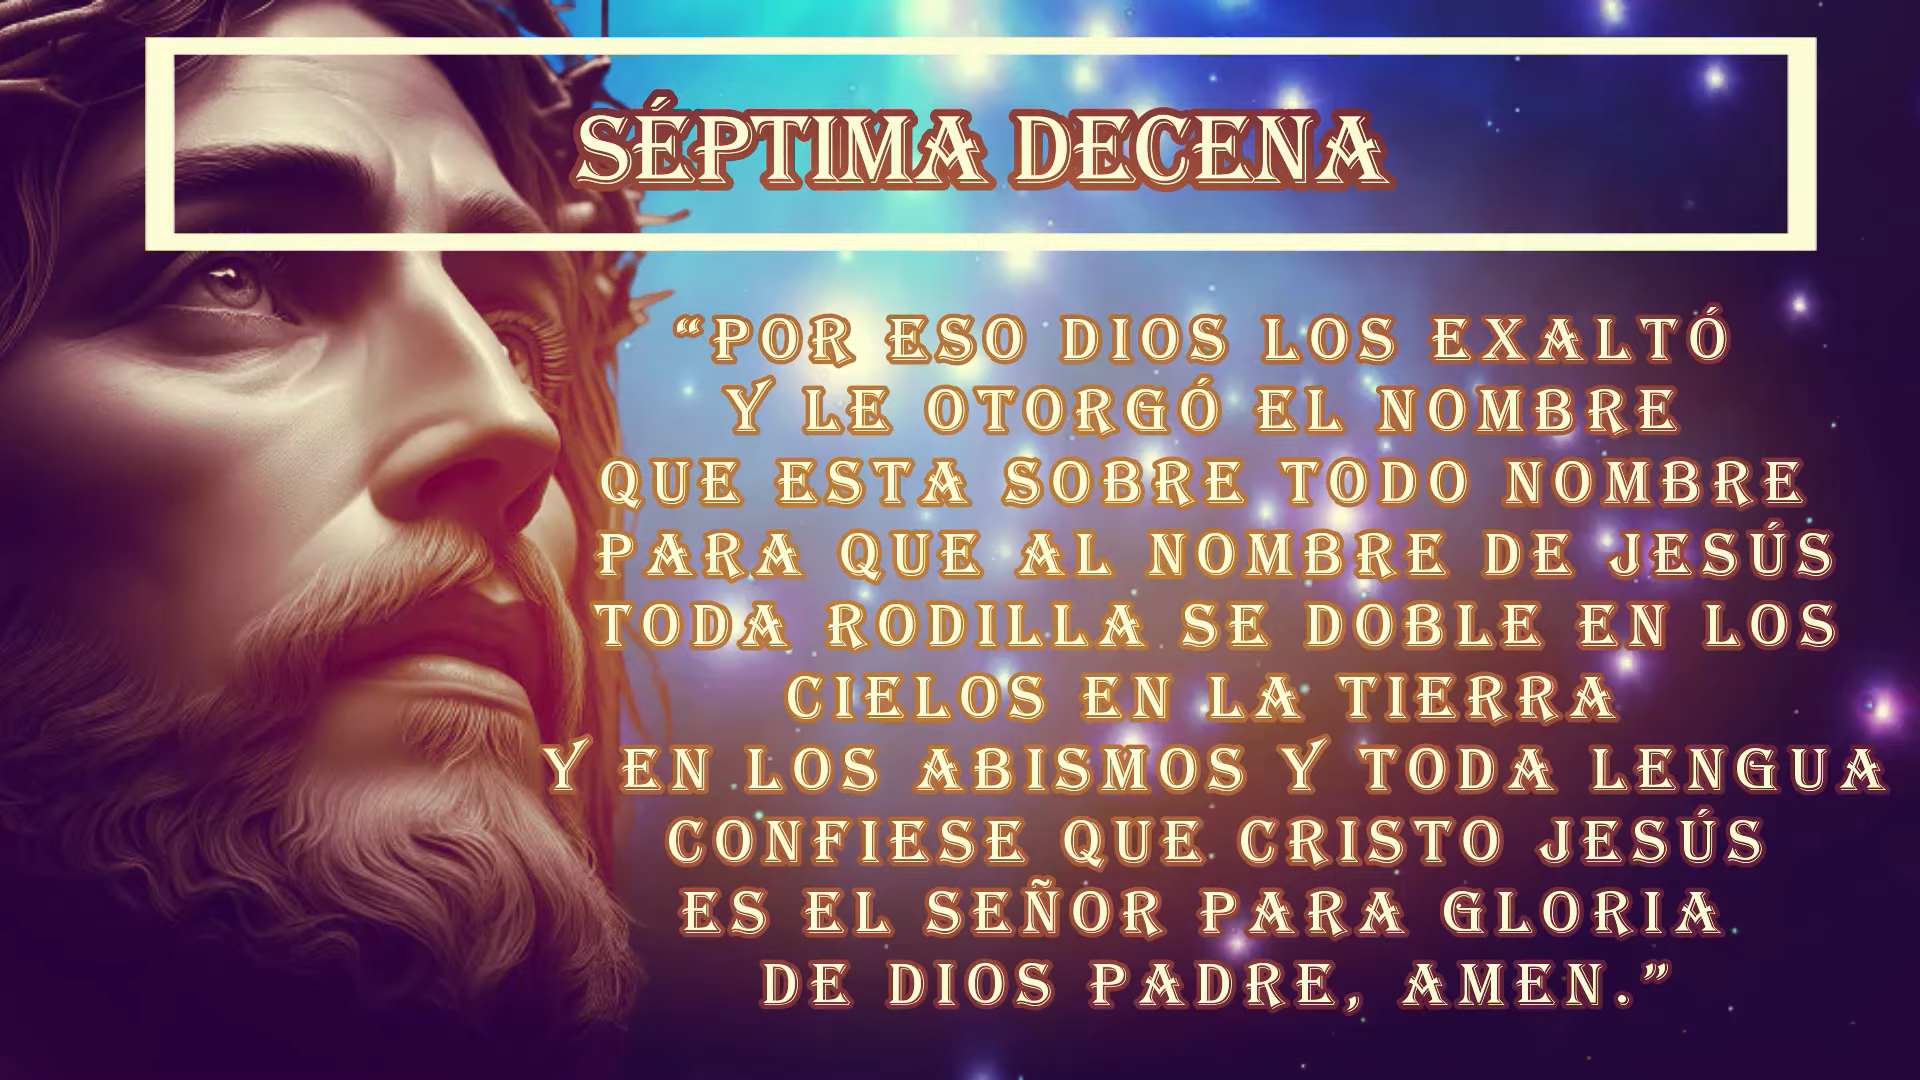 SÉPTIMA DECENA
“POR ESO DIOS LOS EXALTÓ
Y LE OTORGÓ EL NOMBRE
QUE ESTA SOBRE TODO NOMBRE
PARA QUE AL NOMBRE DE JESÚS
TODA RODILLA SE DOBLE EN LOS
CIELOS EN LA TIERRA
Y EN LOS ABISMOS Y TODA LENGUA
CONFIESE QUE CRISTO JESÚS
ES EL SEÑOR PARA GLORIA
DE DIOS PADRE, AMEN.”